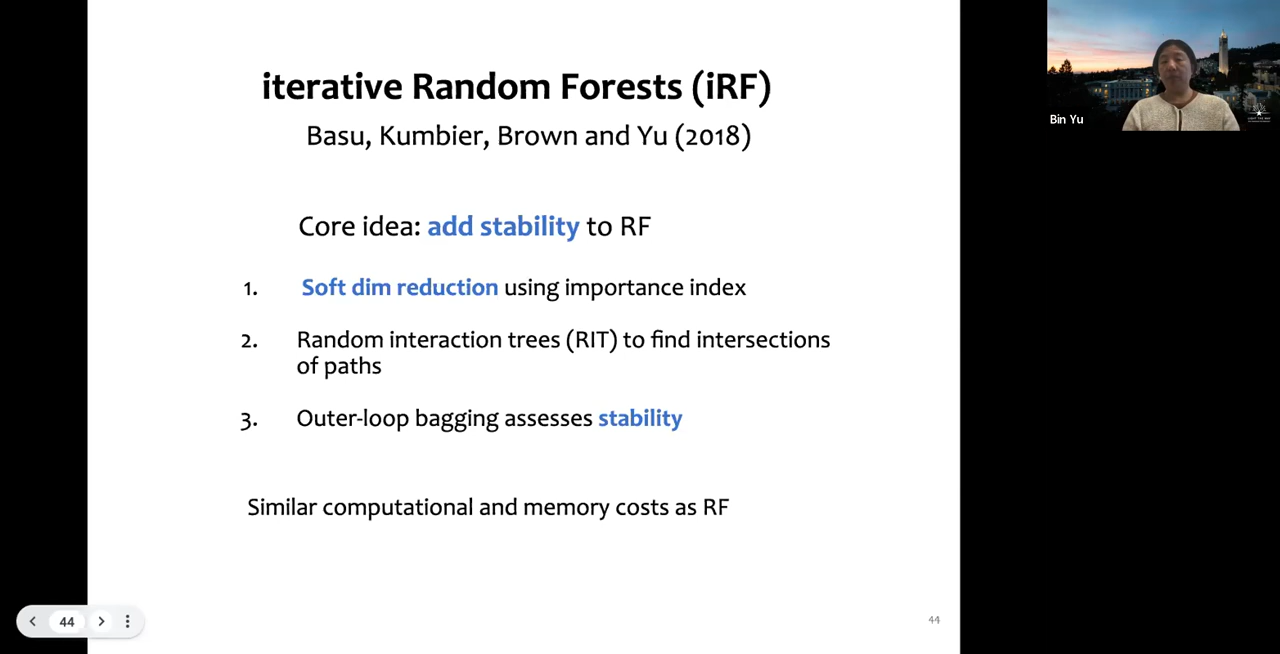 iterative Random Forests (iRF)
Basu, Kumbier, Brown and Yu (2018)
Core idea: add stability to RF
1. Soft dim reduction using importance index
2. Random interaction trees (RIT) to find intersections
of paths
3. Outer-loop bagging assesses stability
Similar computational and memory costs as RF
44
44
Bin Yu